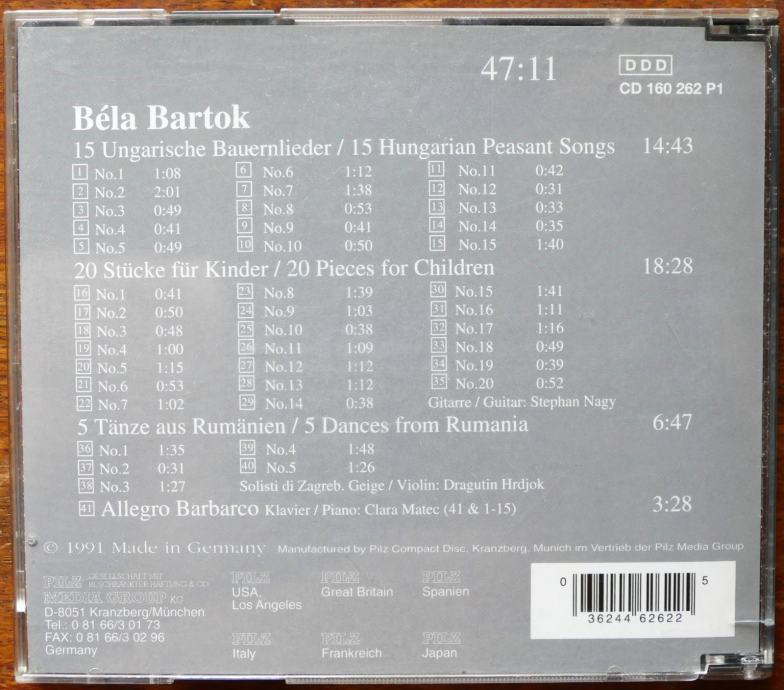 47:11
DDD
CD 160 262 P1
Béla Bartok
15 Ungarische Bauernlieder / 15 Hungarian Peasant Songs 14:43
1 No.1 1:08 6 No.6 1:12 11 No.11 0:42
2 No.2 2:01 7 No.7 1:38 12 No.12 0:31
3 No.3 0:49 8 No.8 0:53 13 No.13 0:33
4 No.4 0:41 9 No.9 0:41 14 No.14 0:35
5 No.5 0:49 10 No.10 0:50 15 No.15 1:40
20 Stücke für Kinder / 20 Pieces for Children 18:28
16 No.1 0:41 23 No.8 1:39 30 No.15 1:41
17 No.2 0:50 24 No.9 1:03 31 No.16 1:11
18 No.3 0:48 25 No.10 0:38 32 No.17 1:16
19 No.4 1:00 26 No.11 1:09 33 No.18 0:49
20 No.5 1:15 27 No.12 1:12 34 No.19 0:39
21 No.6 0:53 28 No.13 1:12 35 No.20 0:52
22 No.7 1:02 29 No.14 0:38 Gitarre / Guitar: Stephan Nagy
5 Tänze aus Rumänien / 5 Dances from Rumania 6:47
36 No.1 1:35 39 No.4 1:48
37 No.2 0:31 40 No.5 1:26
38 No.3 1:27 Solisti di Zagreb. Geige / Violin: Dragutin Hrdjok
41 Allegro Barbarco Klavier / Piano: Clara Matec (41 & 1-15) 3:28
© 1991 Made in Germany Manufactured by Pilz Compact Disc, Kranzberg, Munich im Vertrieb der Pilz Media Group
PILZ GESELLSCHAFT MIT BESCHRÄNKTER HAFTUNG & CO
MEDIA GROUP KG
D-8051 Kranzberg/München
Tel.: 0 81 66/3 01 73
FAX: 0 81 66/3 02 96
Germany
PILZ
USA,
Los Angeles
PILZ
Great Britain
PILZ
Spanien
PILZ
Italy
PILZ
Frankreich
PILZ
Japan
0 36244 62622 5